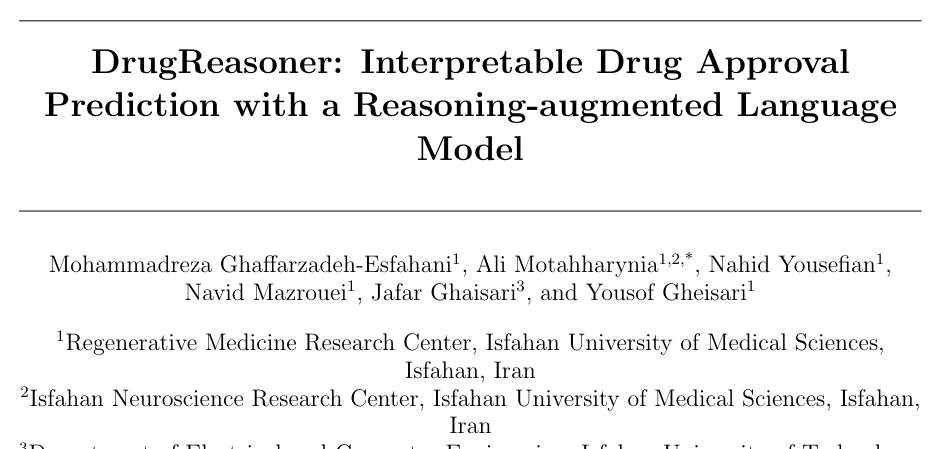 DrugReasoner: Interpretable Drug Approval
Prediction with a Reasoning-augmented Language
Model
Mohammadreza Ghaffarzadeh-Esfahani¹, Ali Motahharynia¹,²,*, Nahid Yousefian¹,
Navid Mazrouei¹, Jafar Ghaisari³, and Yousof Gheisari¹
¹Regenerative Medicine Research Center, Isfahan University of Medical Sciences,
Isfahan, Iran
²Isfahan Neuroscience Research Center, Isfahan University of Medical Sciences, Isfahan,
Iran